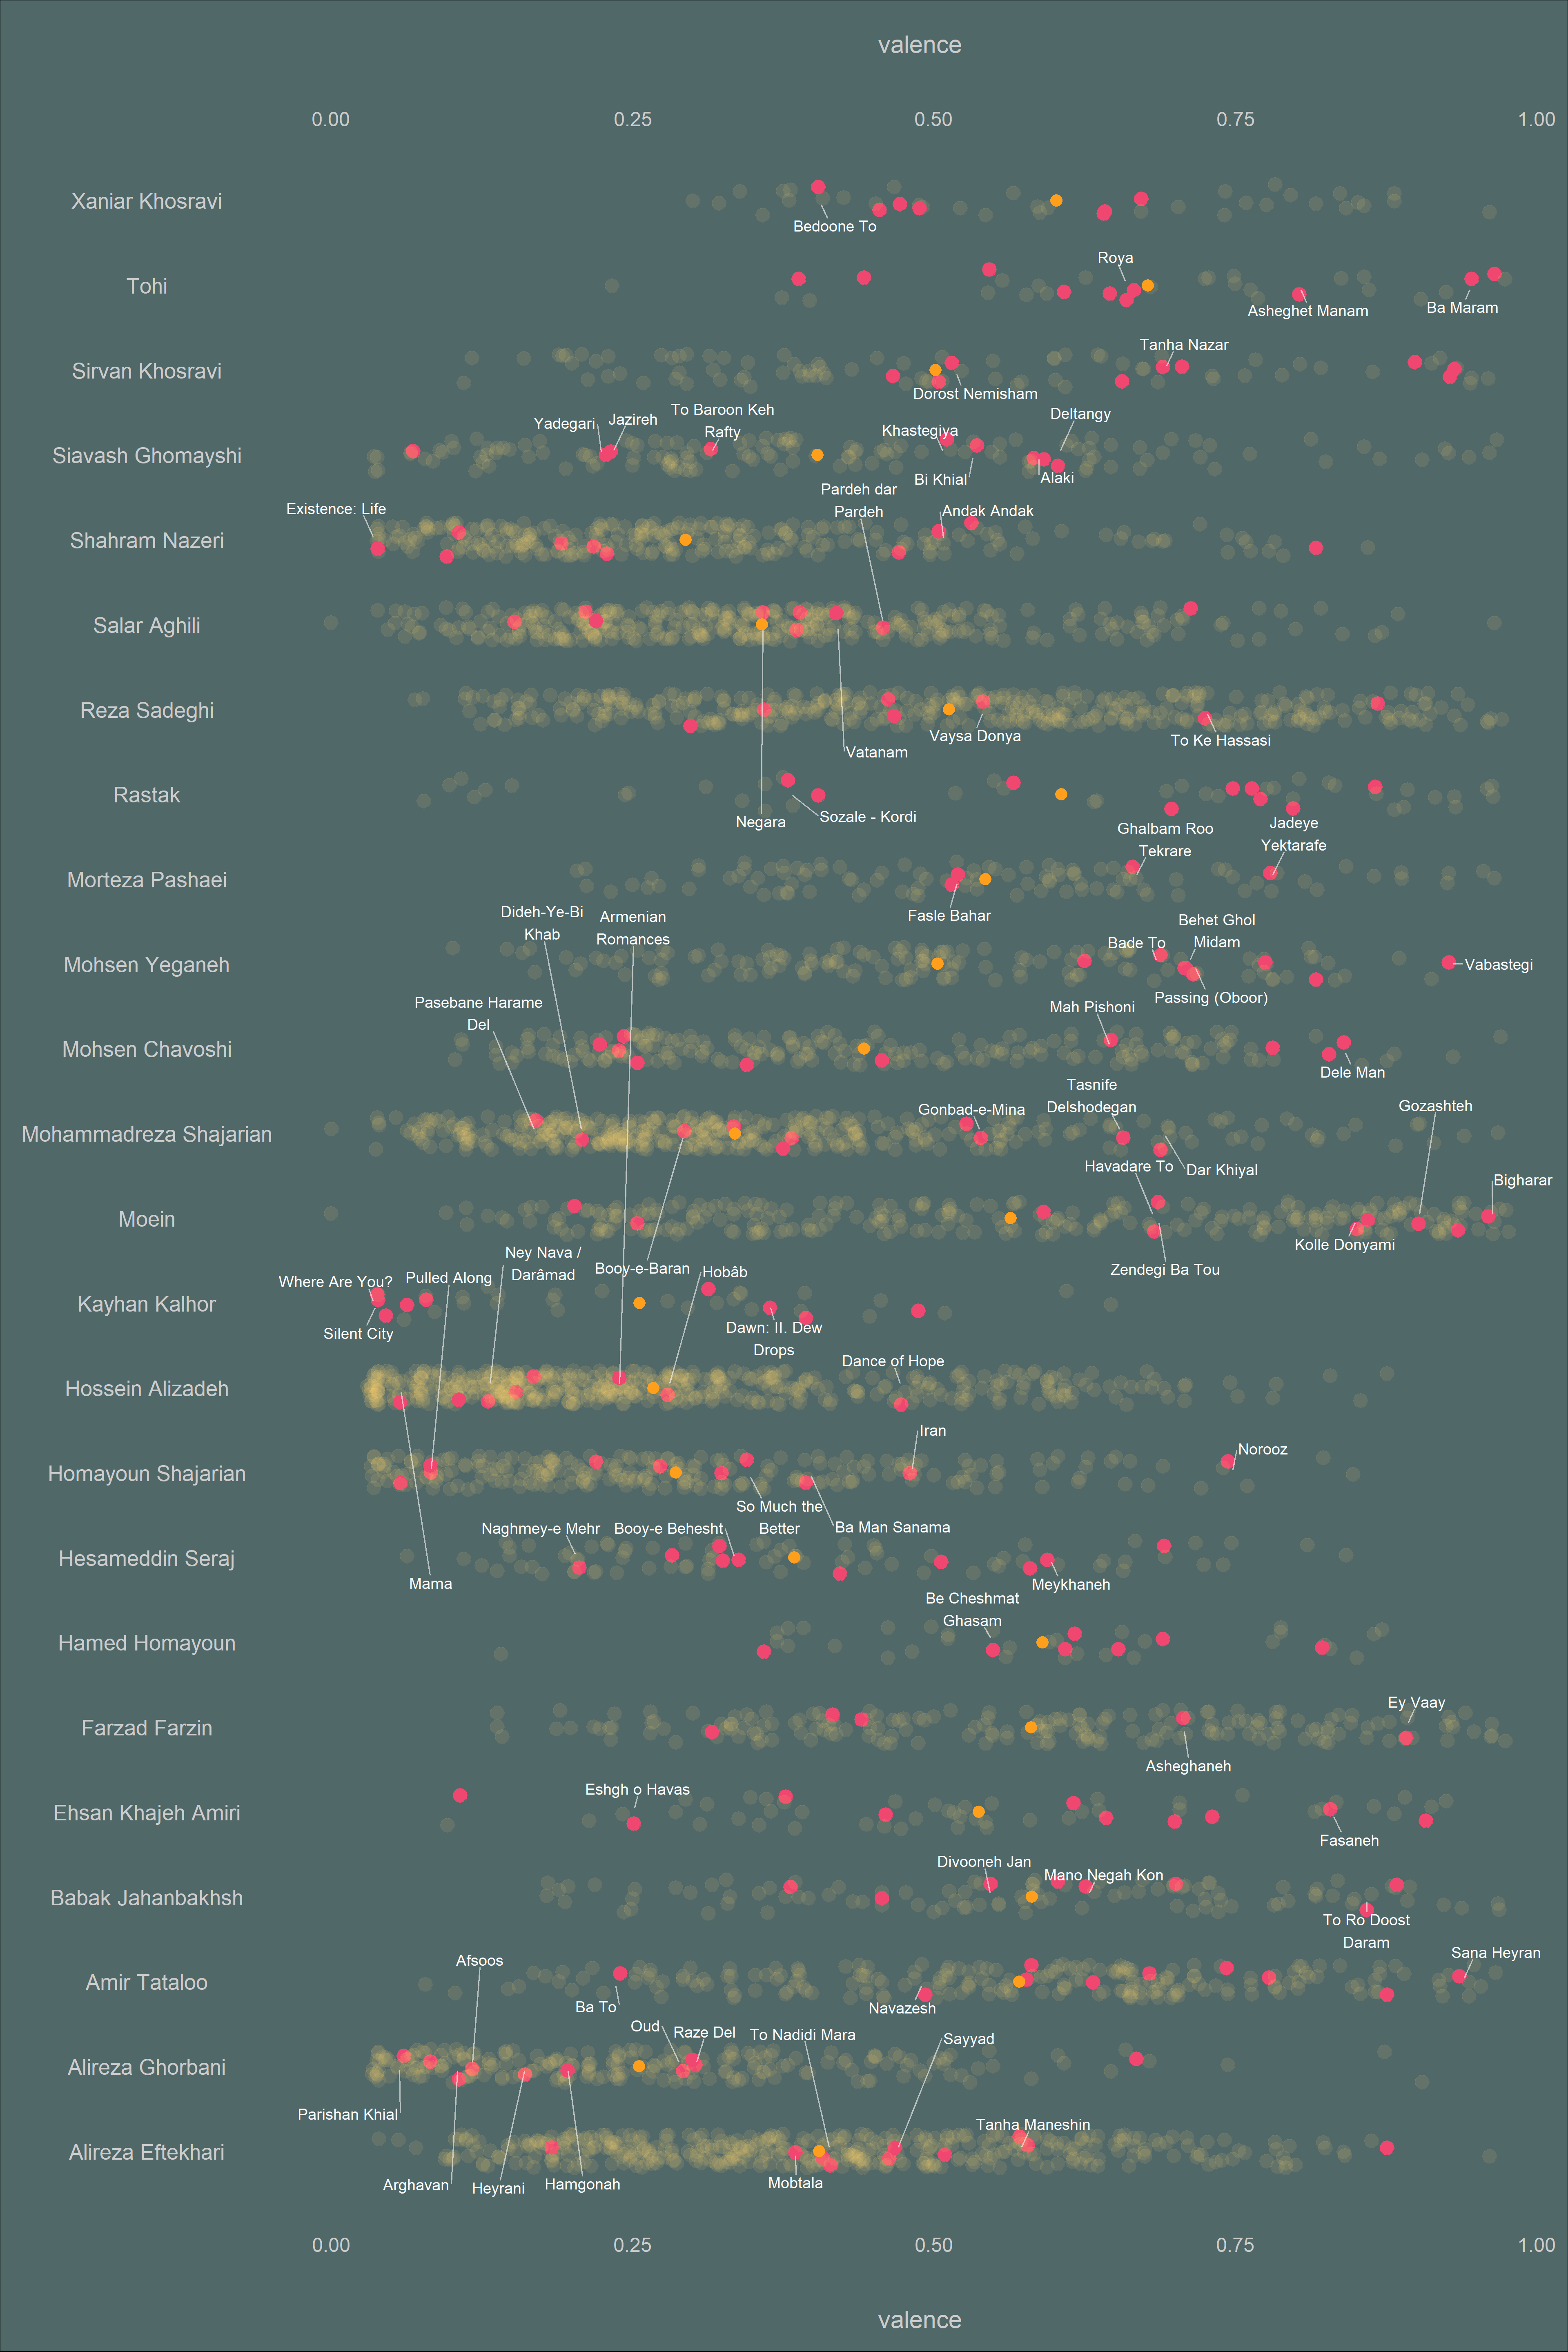 valence
0.00 0.25 0.50 0.75 1.00
Xaniar Khosravi
Bedoone To
Roya
Tohi
Asheghet Manam
Ba Maram
Tanha Nazar
Sirvan Khosravi
Dorost Nemisham
To Baroon Keh
Rafty
Yadegari
Jazireh
Khastegiya
Deltangy
Siavash Ghomayshi
Bi Khial
Alaki
Pardeh dar
Pardeh
Existence: Life
Andak Andak
Shahram Nazeri
Salar Aghili
Reza Sadeghi
Vaysa Donya
To Ke Hassasi
Vatanam
Rastak
Negara
Sozale - Kordi
Ghalbam Roo
Tekrare
Jadeye
Yektarafe
Morteza Pashaei
Fasle Bahar
Dideh-Ye-Bi
Khab
Armenian
Romances
Behet Ghol
Midam
Bade To
Mohsen Yeganeh
Vabastegi
Passing (Oboor)
Pasebane Harame
Del
Mah Pishoni
Mohsen Chavoshi
Dele Man
Tasnife
Delshodegan
Gonbad-e-Mina
Gozashteh
Mohammadreza Shajarian
Havadare To
Dar Khiyal
Bigharar
Moein
Kolle Donyami
Ney Nava /
Darâmad
Booy-e-Baran
Hobâb
Zendegi Ba Tou
Where Are You?
Pulled Along
Kayhan Kalhor
Silent City
Dawn: II. Dew
Drops
Dance of Hope
Hossein Alizadeh
Iran
Norooz
Homayoun Shajarian
So Much the
Better
Ba Man Sanama
Naghmey-e Mehr
Booy-e Behesht
Hesameddin Seraj
Mama
Meykhaneh
Be Cheshmat
Ghasam
Hamed Homayoun
Ey Vaay
Farzad Farzin
Asheghaneh
Eshgh o Havas
Ehsan Khajeh Amiri
Fasaneh
Divooneh Jan
Mano Negah Kon
Babak Jahanbakhsh
To Ro Doost
Daram
Afsoos
Sana Heyran
Amir Tataloo
Ba To
Navazesh
Oud
Raze Del
To Nadidi Mara
Sayyad
Alireza Ghorbani
Parishan Khial
Tanha Maneshin
Alireza Eftekhari
Arghavan
Heyrani
Hamgonah
Mobtala
0.00 0.25 0.50 0.75 1.00
valence